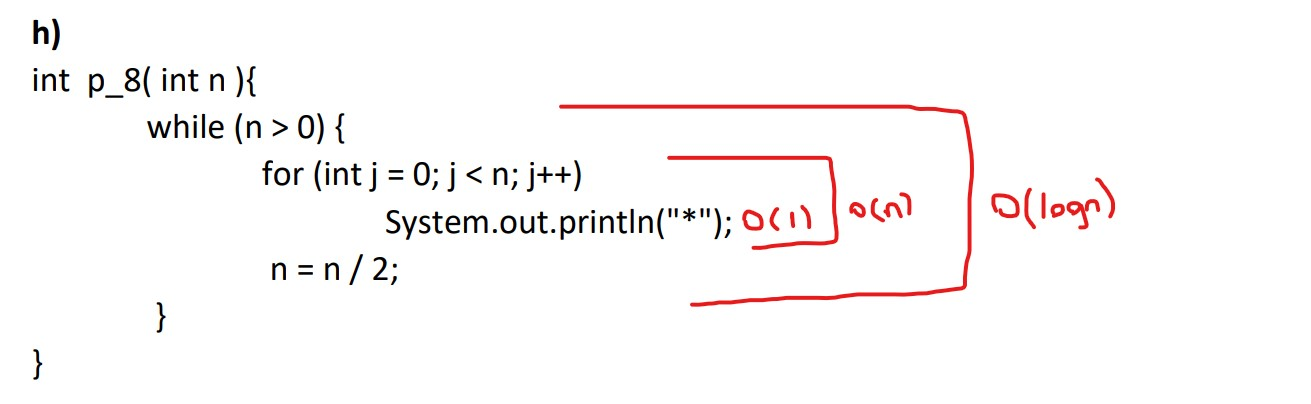 h)
int p_8( int n ){
while (n > 0) {
for (int j = 0; j < n; j++)
System.out.println("*"); O(1) O(n) O(logn)
n = n / 2;
}
}